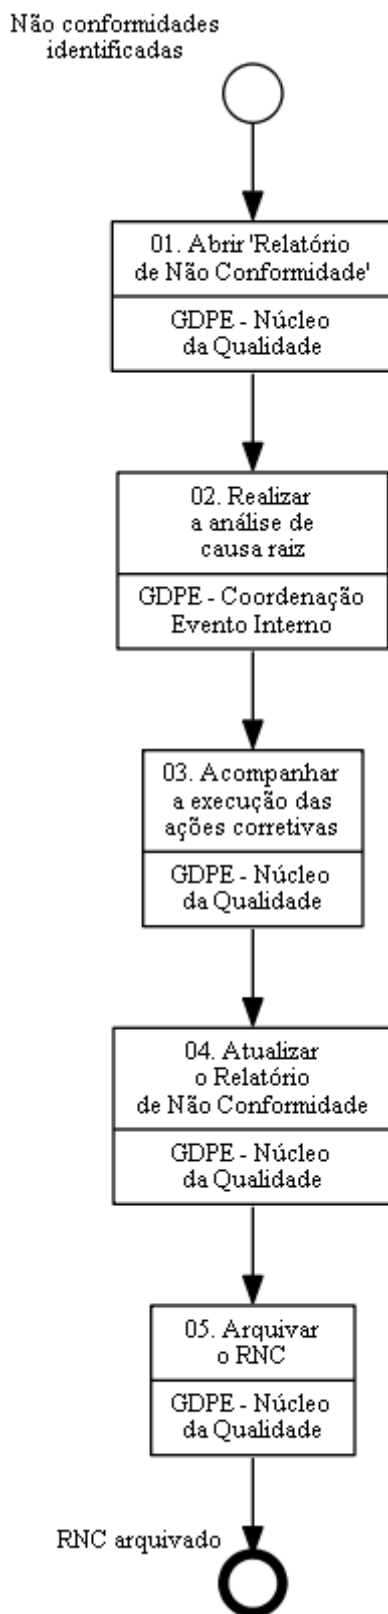 Não conformidades
identificadas
01. Abrir 'Relatório
de Não Conformidade'
GDPE - Núcleo
da Qualidade
02. Realizar
a análise de
causa raiz
GDPE - Coordenação
Evento Interno
03. Acompanhar
a execução das
ações corretivas
GDPE - Núcleo
da Qualidade
04. Atualizar
o Relatório
de Não Conformidade
GDPE - Núcleo
da Qualidade
05. Arquivar
o RNC
GDPE - Núcleo
da Qualidade
RNC arquivado